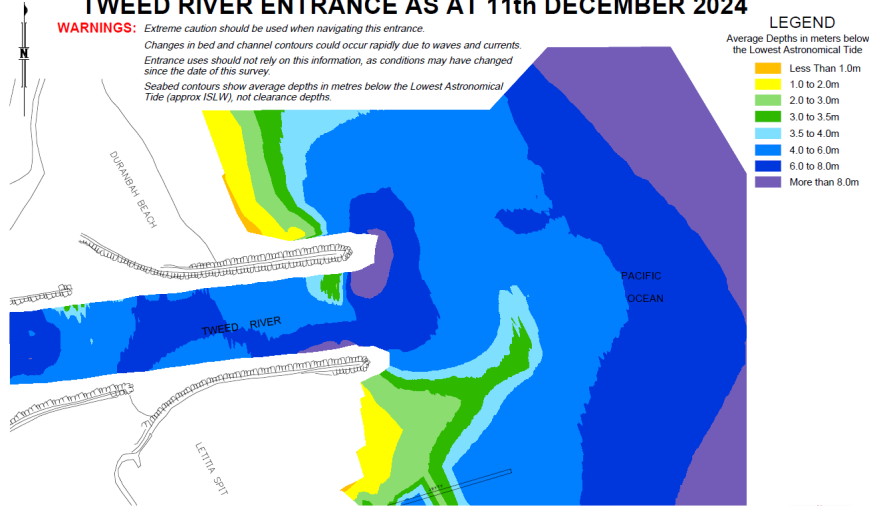 TWEED RIVER ENTRANCE AS AT 11th DECEMBER 2024
WARNINGS: Extreme caution should be used when navigating this entrance.
Changes in bed and channel contours could occur rapidly due to waves and currents.
Entrance uses should not rely on this information, as conditions may have changed
since the date of this survey.
Seabed contours show average depths in metres below the Lowest Astronomical
Tide (approx ISLW), not clearance depths.
N
LEGEND
Average Depths in meters below
the Lowest Astronomical Tide
Less Than 1.0m
1.0 to 2.0m
2.0 to 3.0m
3.0 to 3.5m
3.5 to 4.0m
4.0 to 6.0m
6.0 to 8.0m
More than 8.0m
DURANBAH BEACH
PACIFIC
OCEAN
TWEED RIVER
LETITIA SPIT